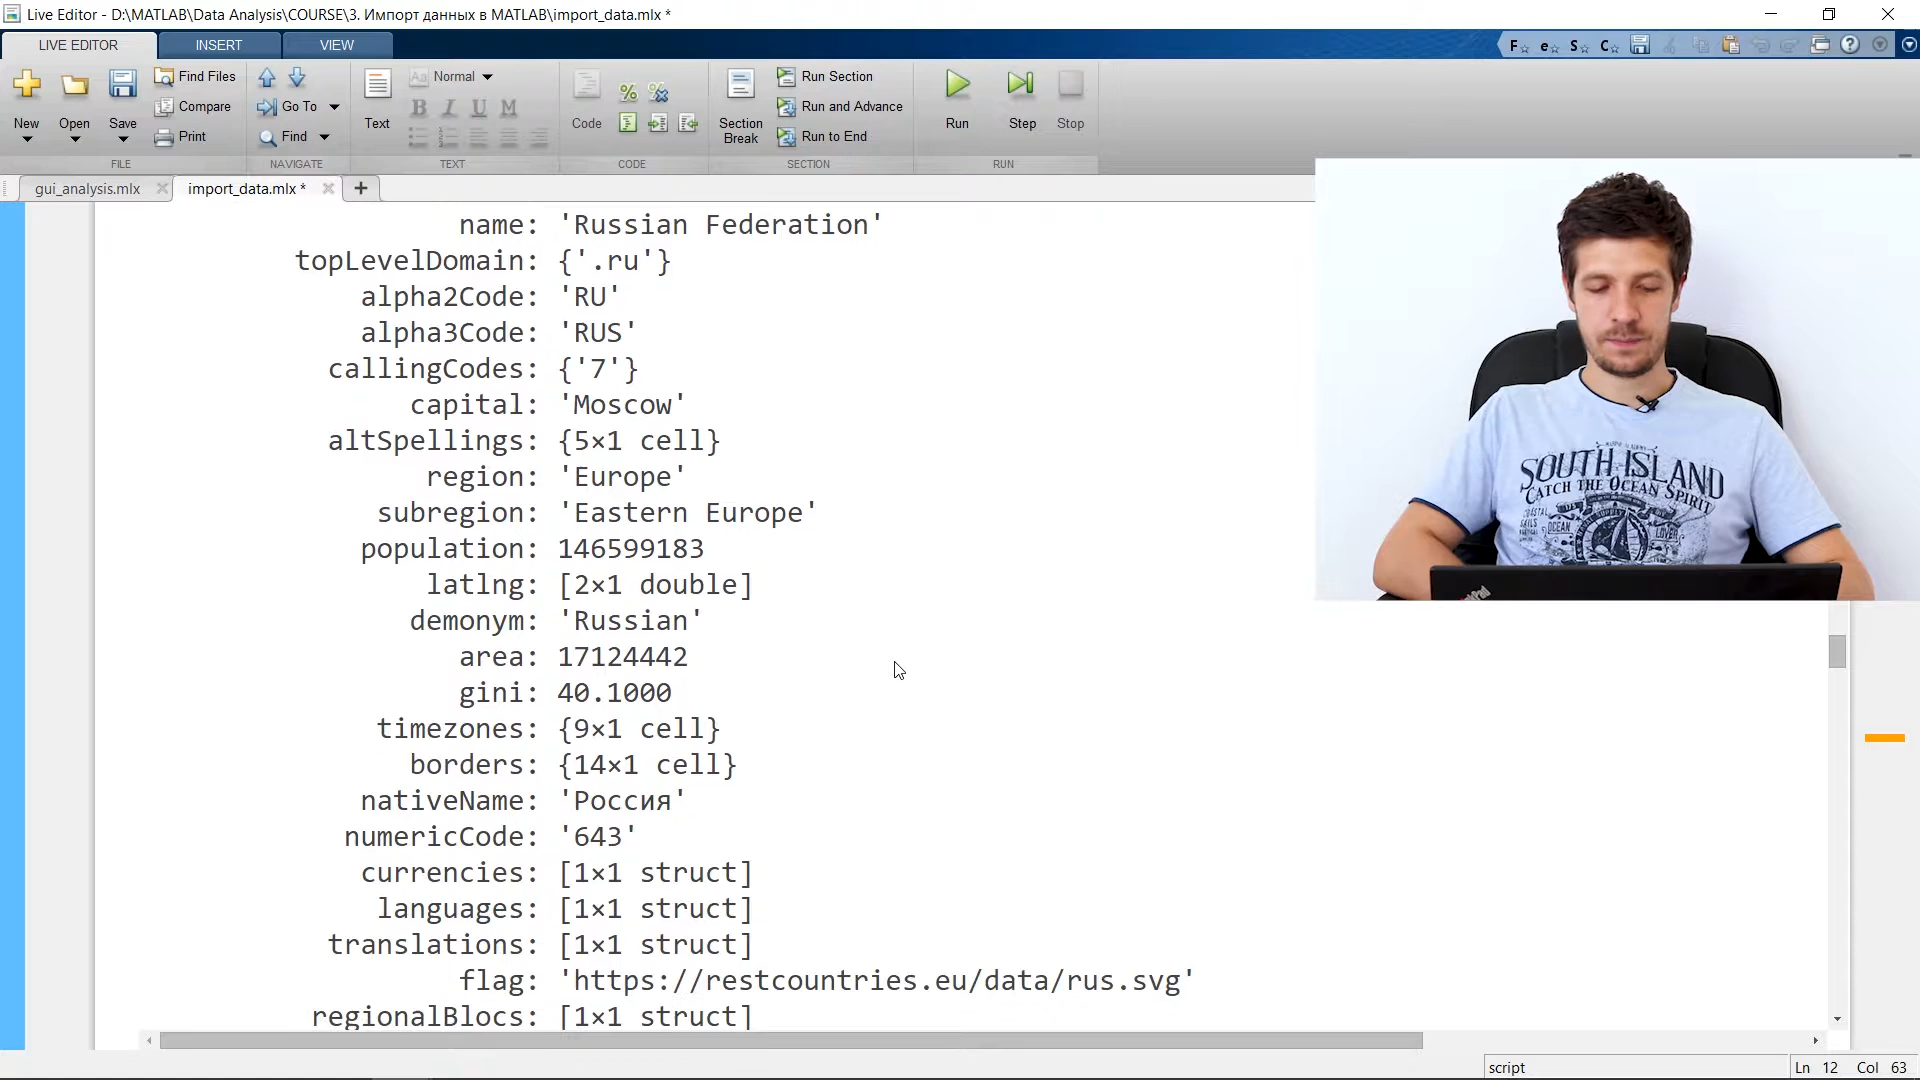 Live Editor - D:\MATLAB\Data Analysis\COURSE\3. Импорт данных в MATLAB\import_data.mlx *
LIVE EDITOR INSERT VIEW
New Open Save
Find Files
Compare
Print
FILE
Go To
Find
NAVIGATE
Text
Aa Normal
B I U M
TEXT
Code
CODE
Section Break
Run Section
Run and Advance
Run to End
SECTION
Run Step Stop
RUN
gui_analysis.mlx import_data.mlx *
name: 'Russian Federation'
topLevelDomain: {'.ru'}
alpha2Code: 'RU'
alpha3Code: 'RUS'
callingCodes: {'7'}
capital: 'Moscow'
altSpellings: {5×1 cell}
region: 'Europe'
subregion: 'Eastern Europe'
population: 146599183
latlng: [2×1 double]
demonym: 'Russian'
area: 17124442
gini: 40.1000
timezones: {9×1 cell}
borders: {14×1 cell}
nativeName: 'Россия'
numericCode: '643'
currencies: [1×1 struct]
languages: [1×1 struct]
translations: [1×1 struct]
flag: 'https://restcountries.eu/data/rus.svg'
regionalBlocs: [1×1 struct]
SOUTH ISLAND
CATCH THE OCEAN SPIRIT
OCEAN
LOVER
script Ln 12 Col 63